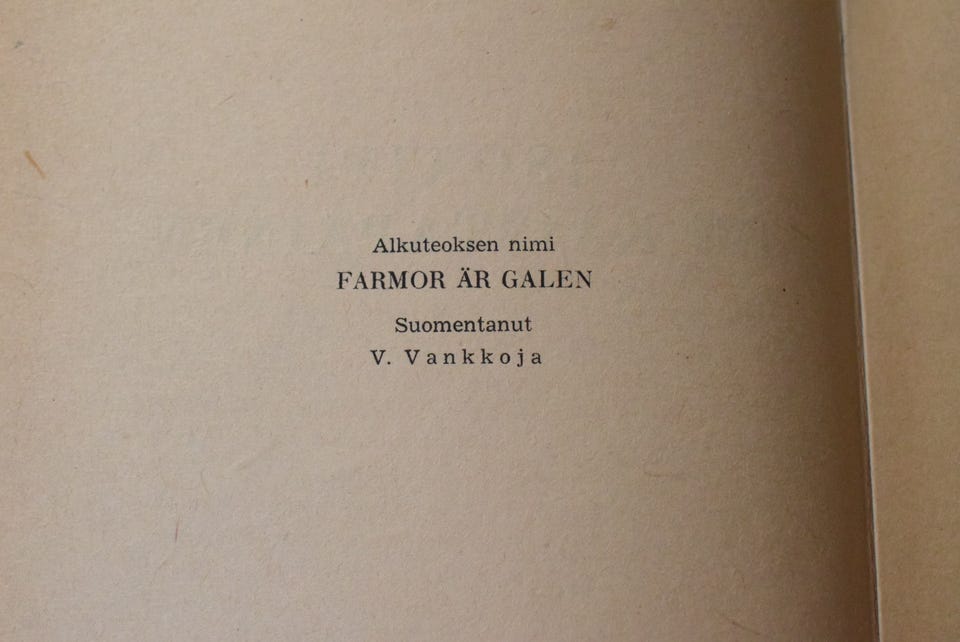 Alkuteoksen nimi
FARMOR ÄR GALEN
Suomentanut
V. Vankkoja